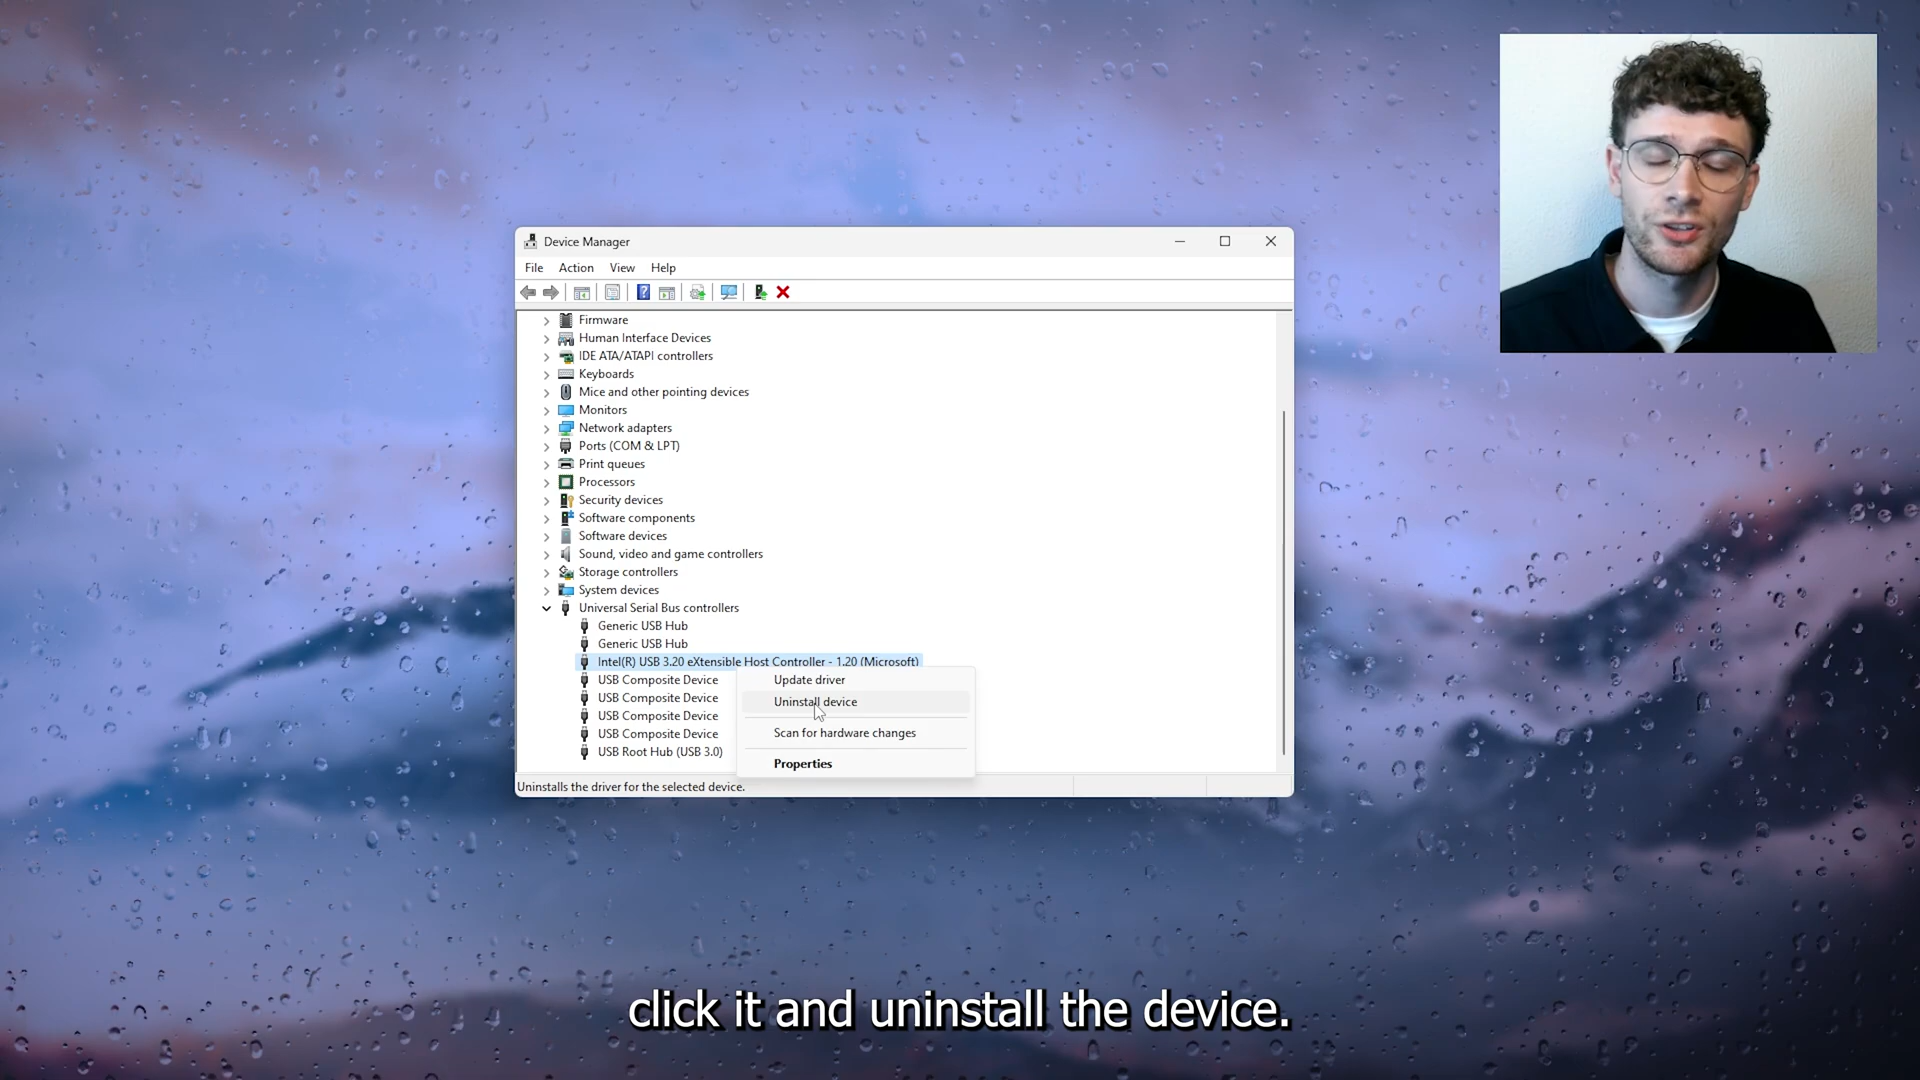 Device Manager
File Action View Help
Firmware
Human Interface Devices
IDE ATA/ATAPI controllers
Keyboards
Mice and other pointing devices
Monitors
Network adapters
Ports (COM & LPT)
Print queues
Processors
Security devices
Software components
Software devices
Sound, video and game controllers
Storage controllers
System devices
Universal Serial Bus controllers
Generic USB Hub
Generic USB Hub
Intel(R) USB 3.20 eXtensible Host Controller - 1.20 (Microsoft)
USB Composite Device
USB Composite Device
USB Composite Device
USB Composite Device
USB Root Hub (USB 3.0)
Update driver
Uninstall device
Scan for hardware changes
Properties
Uninstalls the driver for the selected device.
click it and uninstall the device.